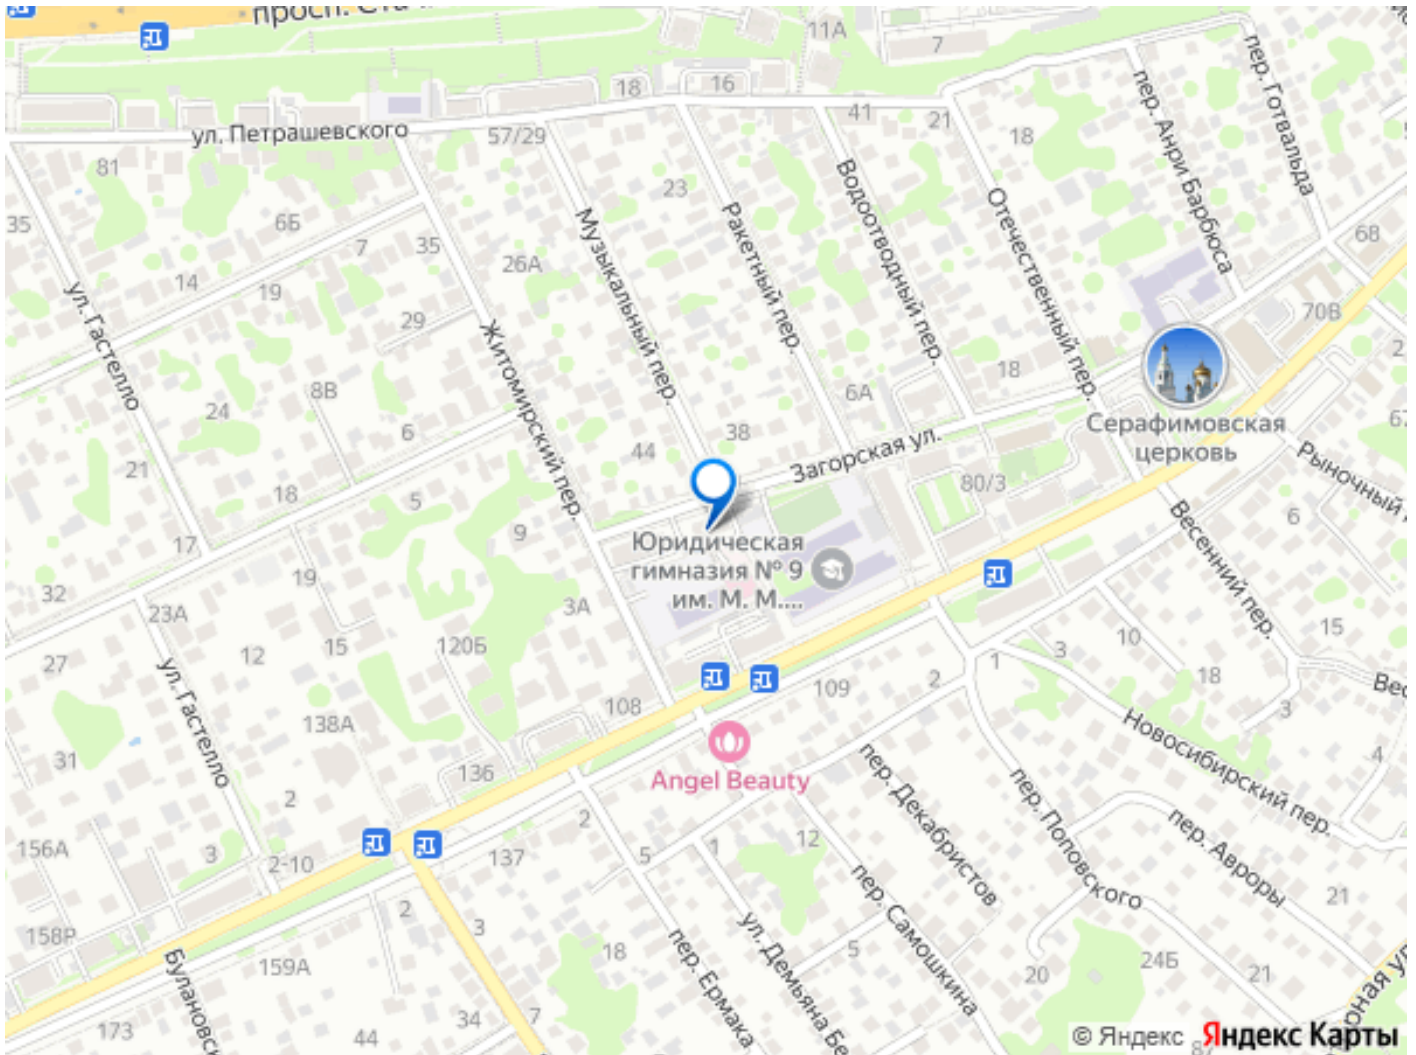 11А
7
18
16
ул. Петрашевского
57/29
41
21
18
пер. Анри Барбюса
пер. Готвальда
81
35
6Б
7
35
14
19
29
26А
23
Музыкальный пер.
Ракетный пер.
Водоотводный пер.
Отечественный пер.
68
70В
2
ул. Гастелло
Житомирский пер.
8В
24
6
21
18
5
44
38
6А
18
Загорская ул.
80/3
Серафимовская
церковь
Рыночный
6
17
19
9
32
23А
3А
Юридическая
гимназия № 9
им. М. М....
Весенний пер.
15
27
12
15
120Б
ул. Гастелло
138А
108
109
2
1
3
10
18
3
4
Новосибирский пер.
31
136
Angel Beauty
2
2
пер. Декабристов
пер. Поповского
пер. Авроры
156А
3
2-10
137
5
1
12
пер. Самошкина
21
2
3
158Р
159А
18
пер. Ермака
ул. Демьяна Бе
5
20
24Б
21
Булановск
173
44
34
7
© Яндекс Яндекс Карты